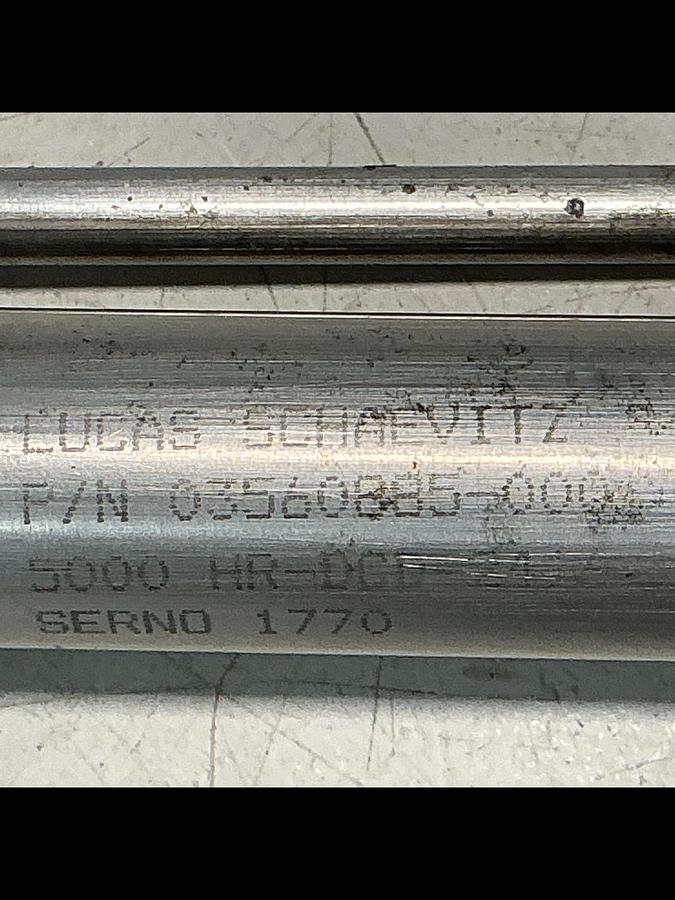 LUCAS SCHAEVITZ
P/N
5000 HR-DC
SERNO 1770